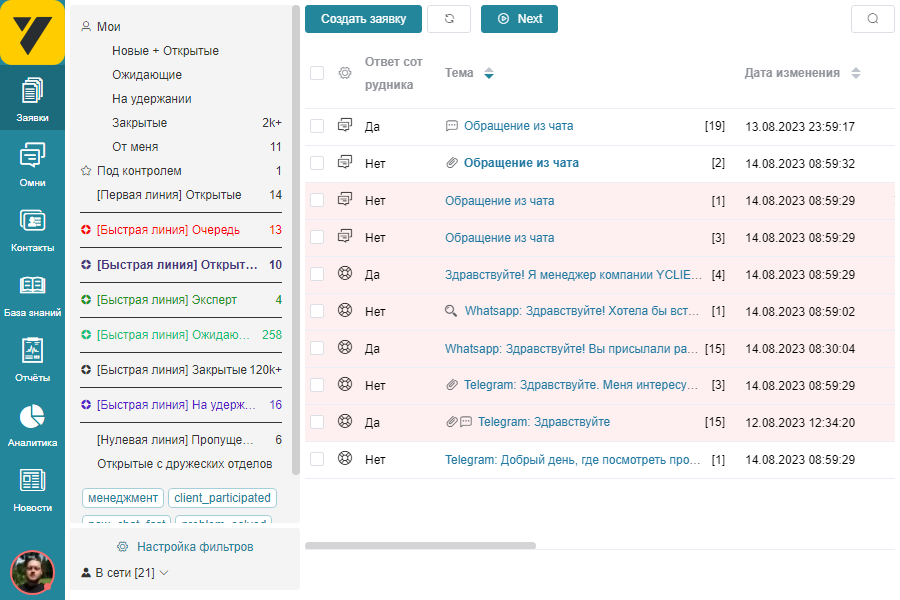 Заявки
Омни
Контакты
База знаний
Отчёты
Аналитика
Новости
Мои
Новые + Открытые
Ожидающие
На удержании
Закрытые 2k+
От меня 11
Под контролем 1
[Первая линия] Открытые 14
[Быстрая линия] Очередь 13
[Быстрая линия] Открыт... 10
[Быстрая линия] Эксперт 4
[Быстрая линия] Ожидаю... 258
[Быстрая линия] Закрытые 120k+
[Быстрая линия] На удерж... 16
[Нулевая линия] Пропуще... 6
Открытые с дружеских отделов
менеджмент client_participated
Настройка фильтров
В сети [21]
Создать заявку Next
Ответ сот
рудника
Тема Дата изменения
Да Обращение из чата [19] 13.08.2023 23:59:17
Нет Обращение из чата [2] 14.08.2023 08:59:32
Нет Обращение из чата [1] 14.08.2023 08:59:29
Нет Обращение из чата [3] 14.08.2023 08:59:29
Да Здравствуйте! Я менеджер компании YCLIE... [4] 14.08.2023 08:59:29
Нет Whatsapp: Здравствуйте! Хотела бы вст... [1] 14.08.2023 08:59:02
Да Whatsapp: Здравствуйте! Вы присылали ра... [15] 14.08.2023 08:30:04
Нет Telegram: Здравствуйте. Меня интересу... [3] 14.08.2023 08:59:29
Да Telegram: Здравствуйте [15] 12.08.2023 12:34:20
Нет Telegram: Добрый день, где посмотреть про... [1] 14.08.2023 08:59:29